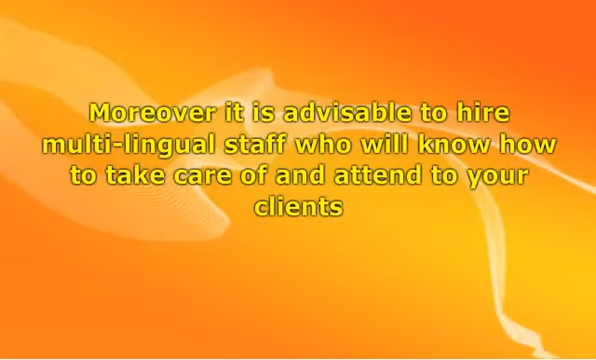 Moreover it is advisable to hire
multi-lingual staff who will know how
to take care of and attend to your
clients